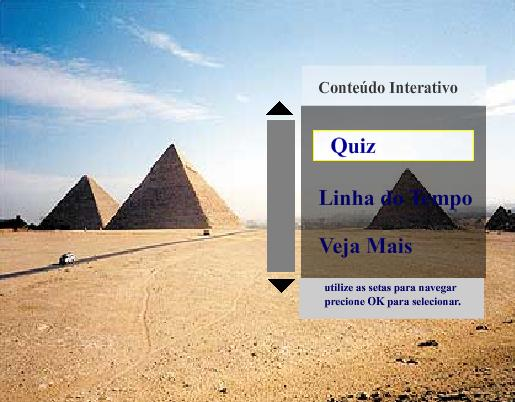 Conteúdo Interativo
Quiz
Linha do Tempo
Veja Mais
utilize as setas para navegar
precione OK para selecionar.